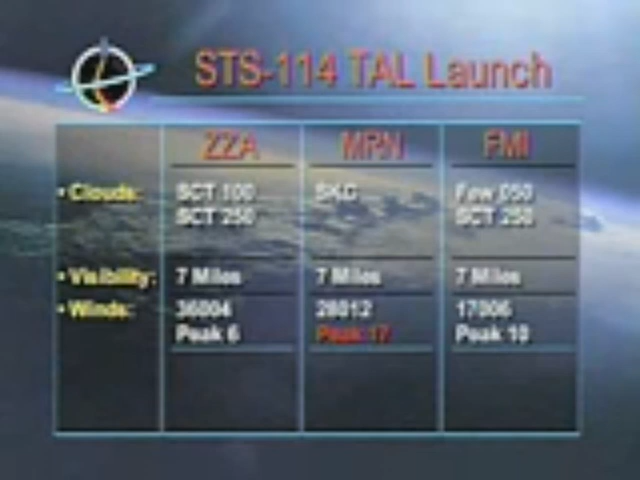 STS-114 TAL Launch
ZZA MRN FMI
• Clouds: SCT 100 SKC Few 050
SCT 250 SCT 250
• Visibility: 7 Miles 7 Miles 7 Miles
• Winds: 36004 28012 17006
Peak 6 Peak 17 Peak 10